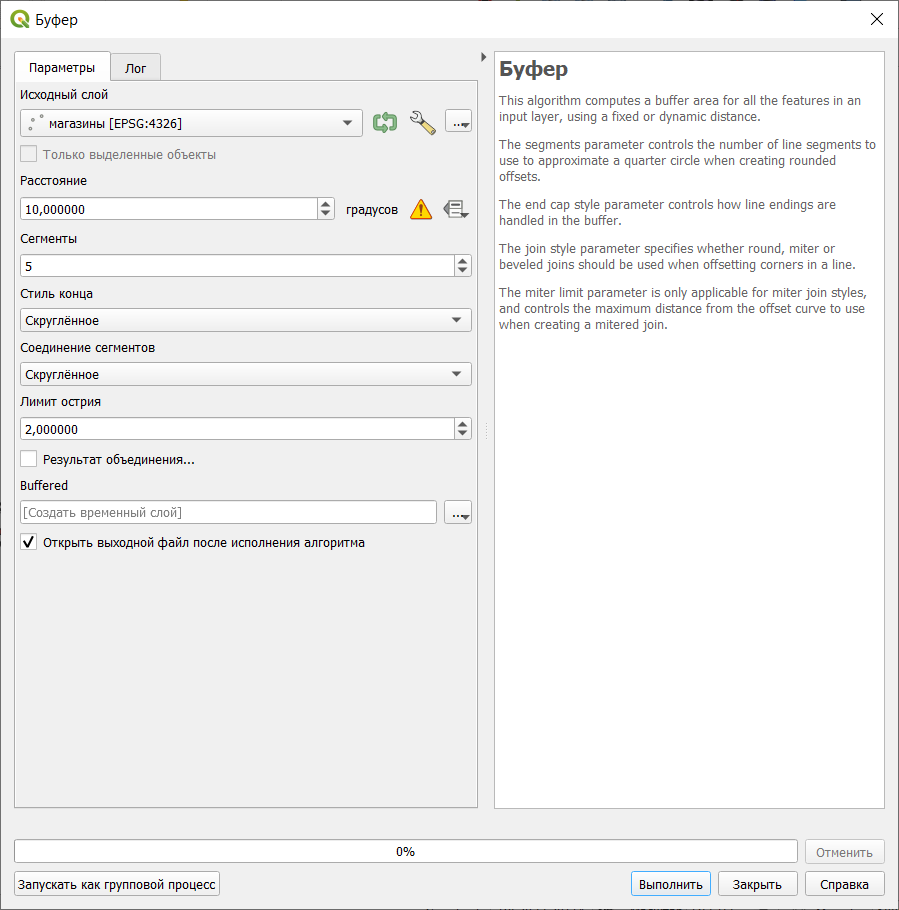 Буфер
Параметры
Лог
Исходный слой
магазины [EPSG:4326]
...
Только выделенные объекты
Расстояние
10,000000
градусов
Сегменты
5
Стиль конца
Скруглённое
Соединение сегментов
Скруглённое
Лимит острия
2,000000
Результат объединения...
Buffered
[Создать временный слой]
...
Открыть выходной файл после исполнения алгоритма
Буфер
This algorithm computes a buffer area for all the features in an
input layer, using a fixed or dynamic distance.
The segments parameter controls the number of line segments to
use to approximate a quarter circle when creating rounded
offsets.
The end cap style parameter controls how line endings are
handled in the buffer.
The join style parameter specifies whether round, miter or
beveled joins should be used when offsetting corners in a line.
The miter limit parameter is only applicable for miter join styles,
and controls the maximum distance from the offset curve to use
when creating a mitered join.
0%
Отменить
Запускать как групповой процесс
Выполнить
Закрыть
Справка